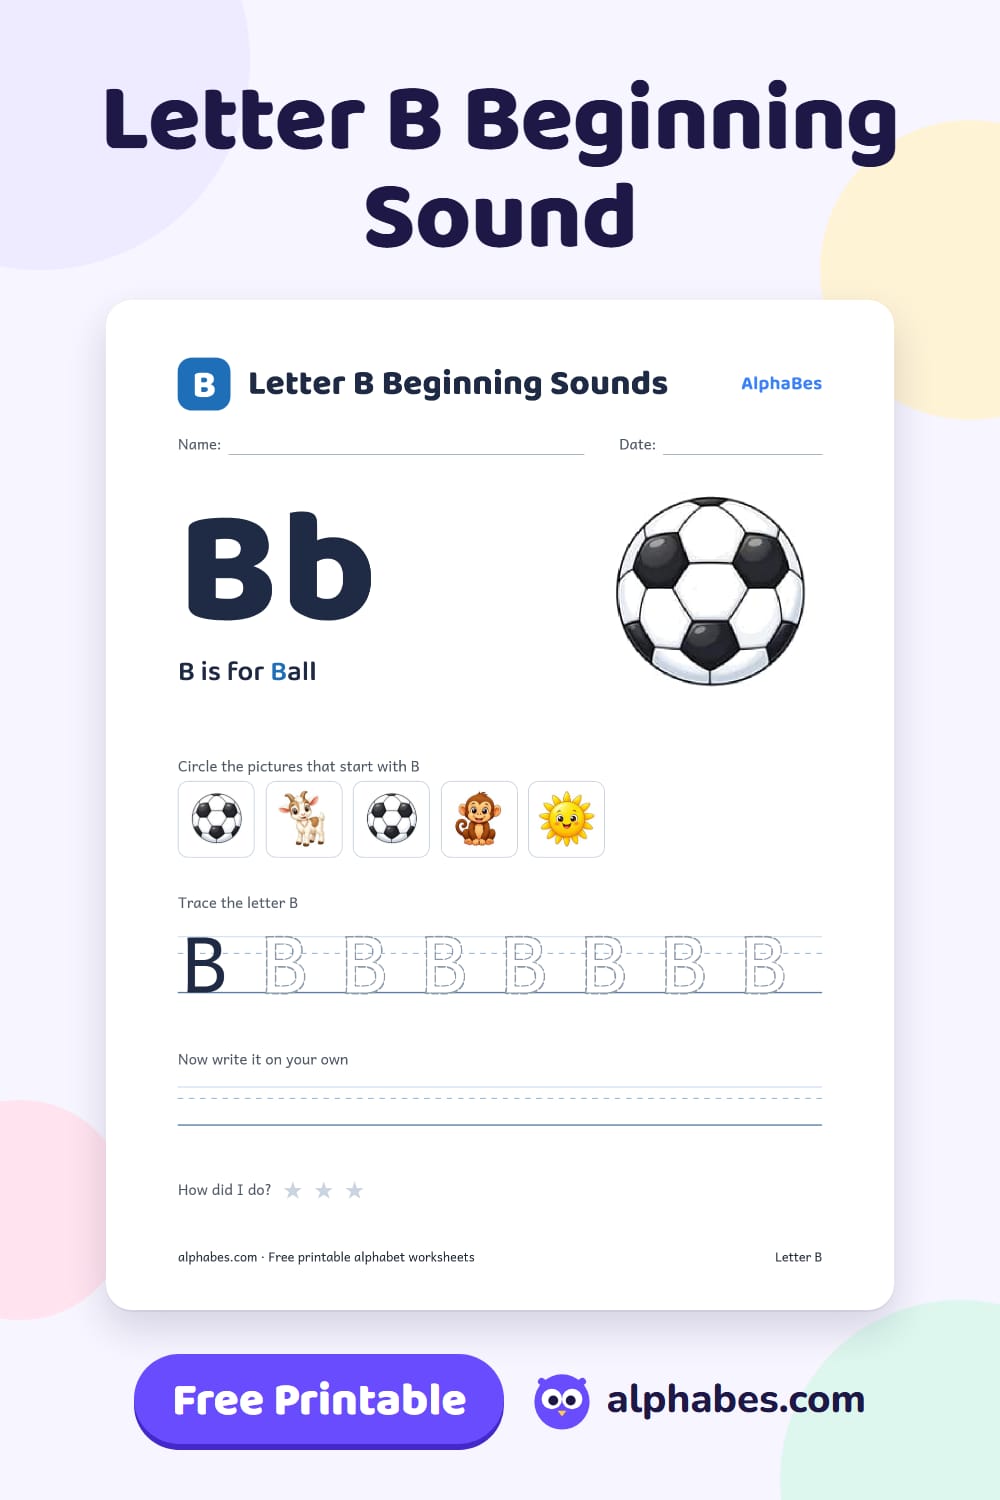 Letter B Beginning
Sound
B
Letter B Beginning Sounds
AlphaBes
Name:
Date:
Bb
B is for Ball
Circle the pictures that start with B
Trace the letter B
B B B B B B B B
Now write it on your own
How did I do?
alphabes.com · Free printable alphabet worksheets
Letter B
Free Printable
alphabes.com